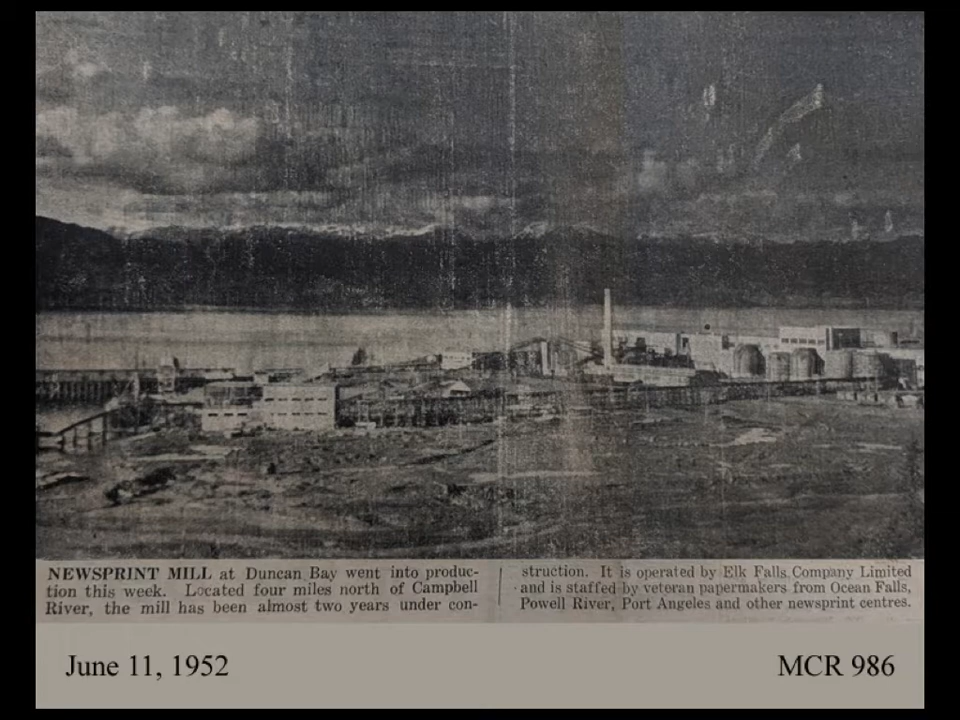 NEWSPRINT MILL at Duncan Bay went into produc-
tion this week. Located four miles north of Campbell
River, the mill has been almost two years under con-
struction. It is operated by Elk Falls Company Limited
and is staffed by veteran papermakers from Ocean Falls,
Powell River, Port Angeles and other newsprint centres.
June 11, 1952
MCR 986